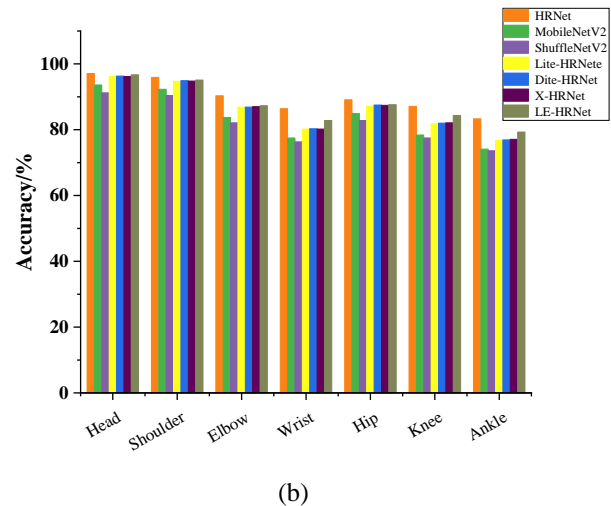 HRNet
MobileNetV2
ShuffleNetV2
Lite-HRNete
Dite-HRNet
X-HRNet
LE-HRNet
Accuracy/%
100
80
60
40
20
0
Head
Shoulder
Elbow
Wrist
Hip
Knee
Ankle
(b)